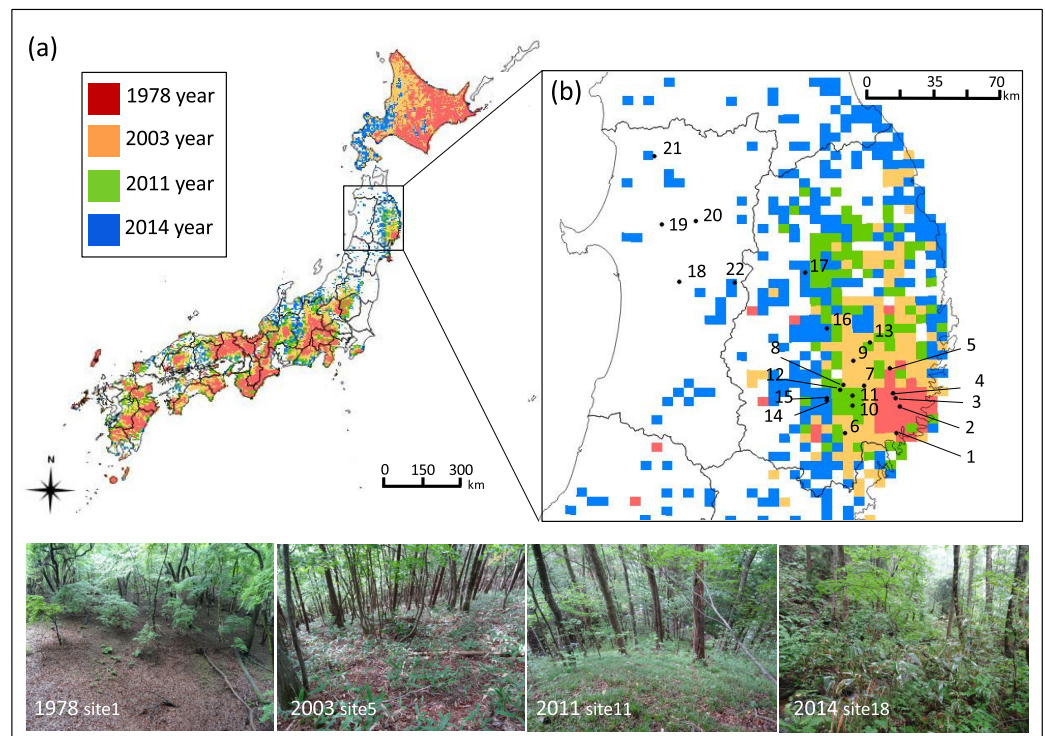 (a)
1978 year
2003 year
2011 year
2014 year
N
0 150 300
km
(b)
0 35 70
km
21
19 20
18 22
17
16
13
8 9 5
12 7 4
15 11 3
14 10 2
6
1
1978 site1
2003 site5
2011 site11
2014 site18